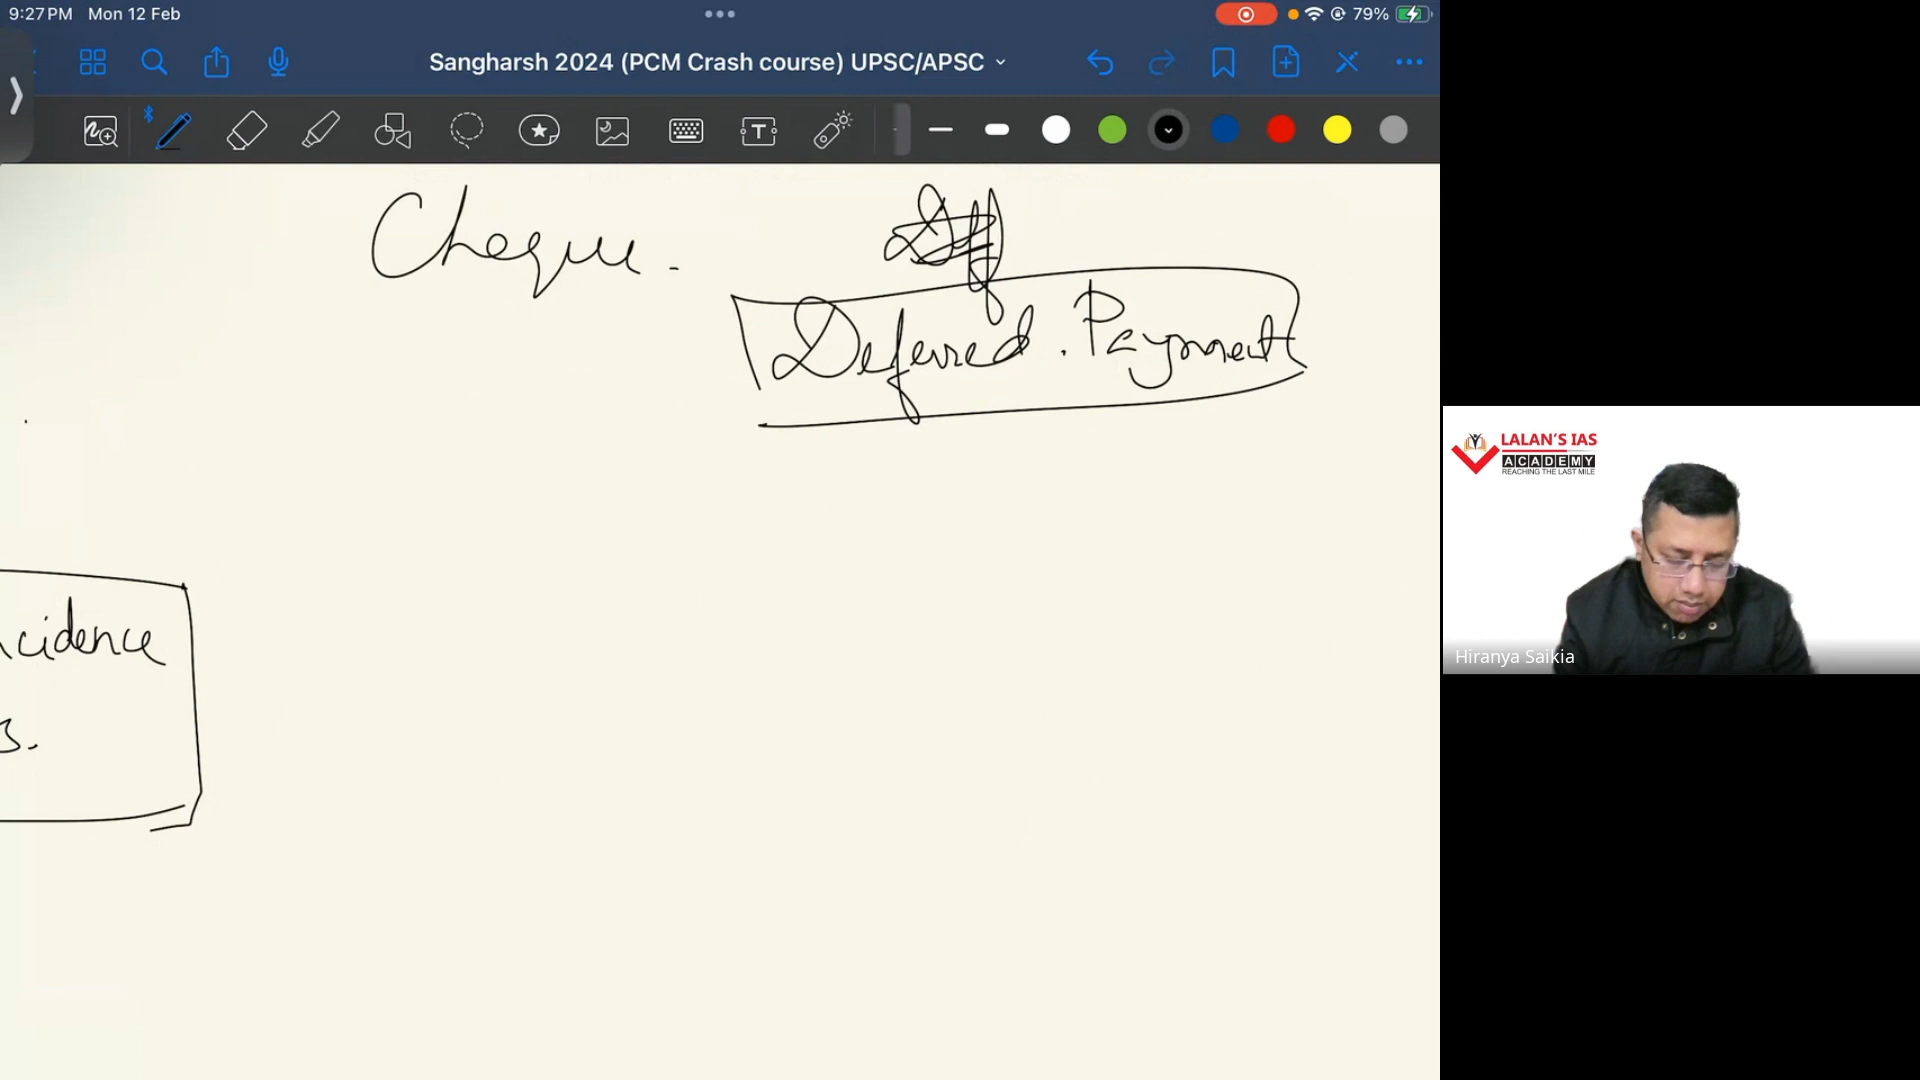 9:27 PM Mon 12 Feb
79%
Sangharsh 2024 (PCM Crash course) UPSC/APSC
T
Cheque.
Deferred. Payment
ncidence
s.
LALAN'S IAS
ACADEMY
REACHING THE LAST MILE
Hiranya Saikia